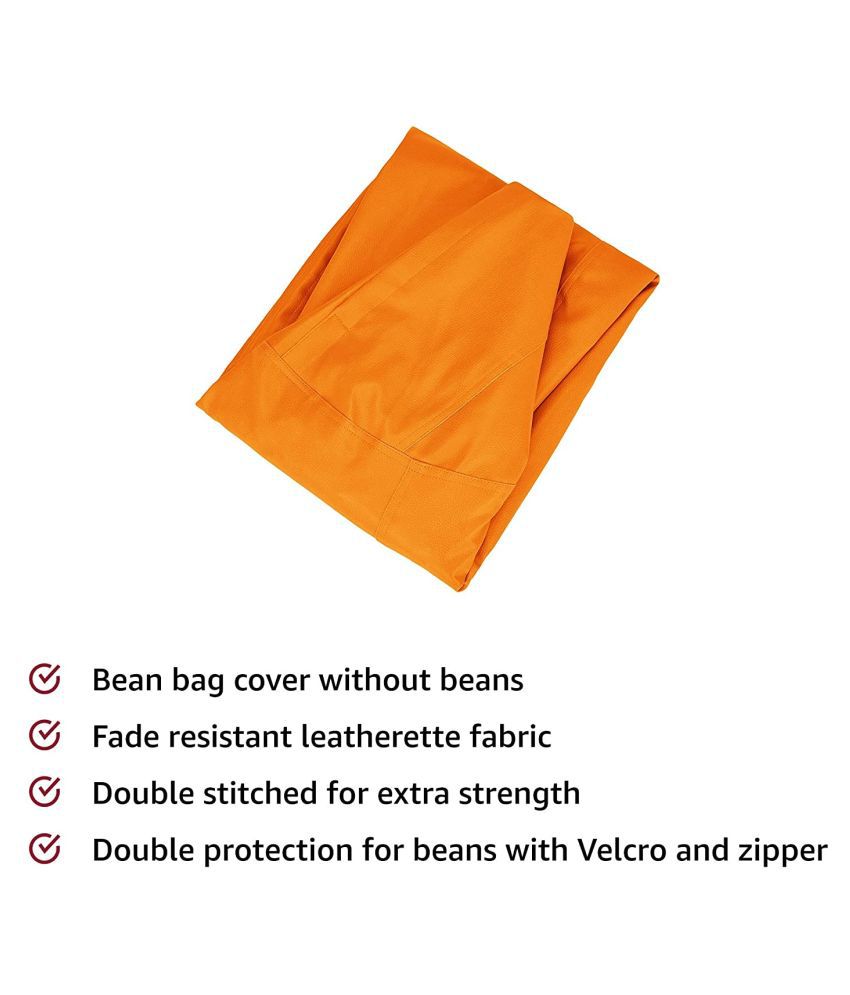 Bean bag cover without beans
Fade resistant leatherette fabric
Double stitched for extra strength
Double protection for beans with Velcro and zipper